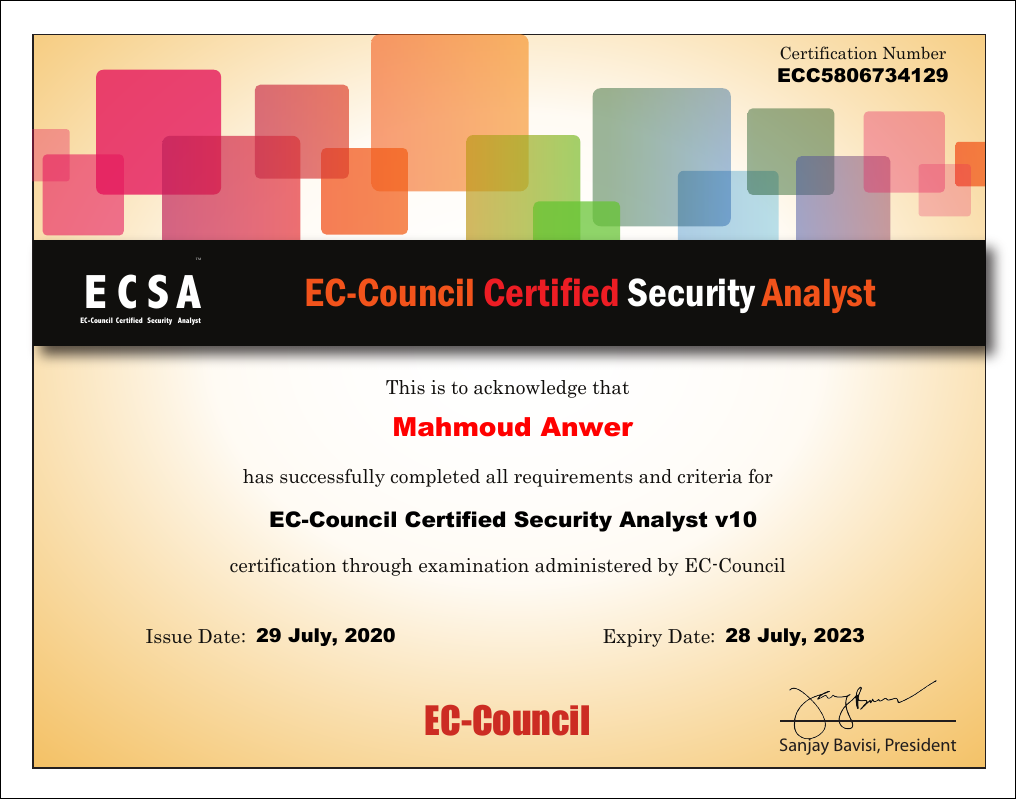 Certification Number
ECC5806734129
™
ECSA
EC-Council Certified Security Analyst
EC-Council Certified Security Analyst
This is to acknowledge that
Mahmoud Anwer
has successfully completed all requirements and criteria for
EC-Council Certified Security Analyst v10
certification through examination administered by EC-Council
Issue Date: 29 July, 2020
Expiry Date: 28 July, 2023
EC-Council
Sanjay Bavisi, President